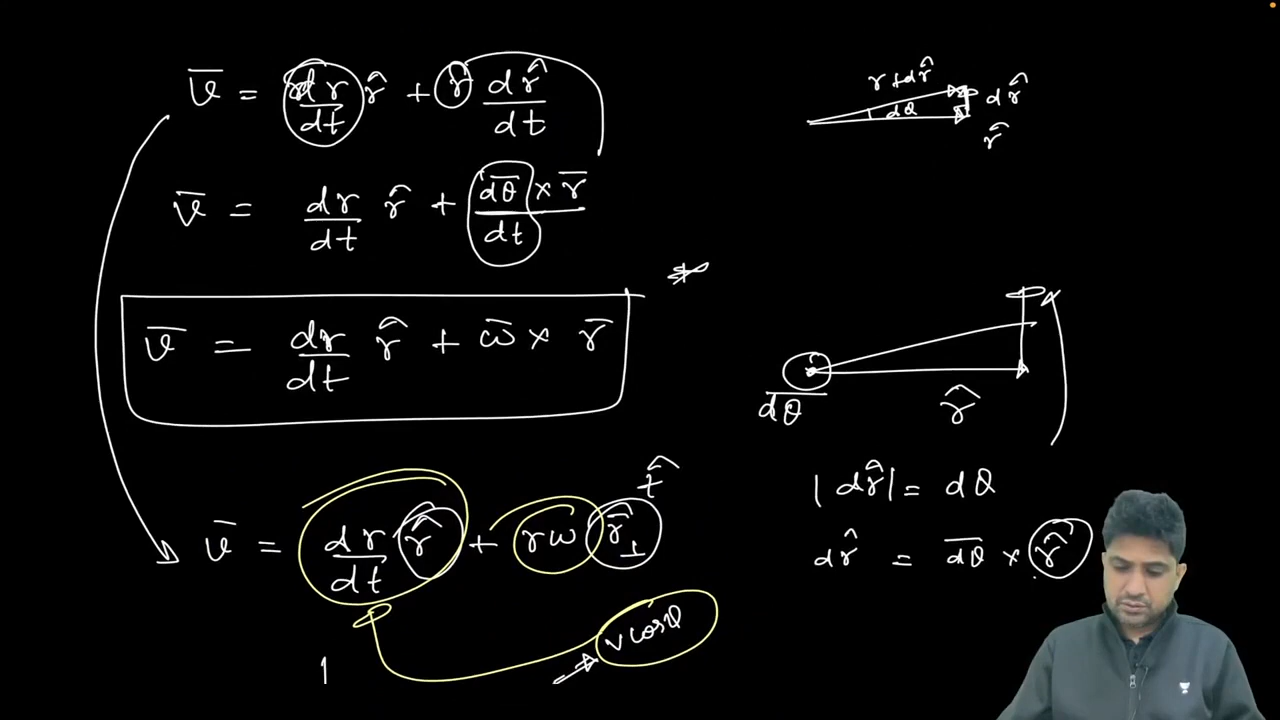 v̄ = dr/dt r̂ + r dr̂/dt
v̄ = dr/dt r̂ + dθ̄/dt × r̄
v̄ = dr/dt r̂ + ω̄ × r̄
*
v̄ = dr/dt r̂ + rω r̄⊥
t̂
v cosθ
r̂ + dr̂
dθ
dr̂
r̂
dθ̄
r̂
|dr̂| = dθ
dr̂ = dθ̄ × r̂